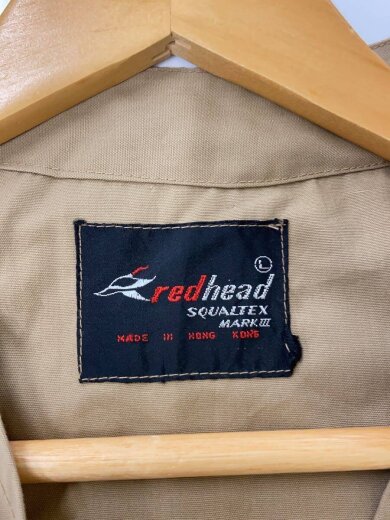 L
redhead
SQUALTEX
MARK III
MADE IN HONG KONG